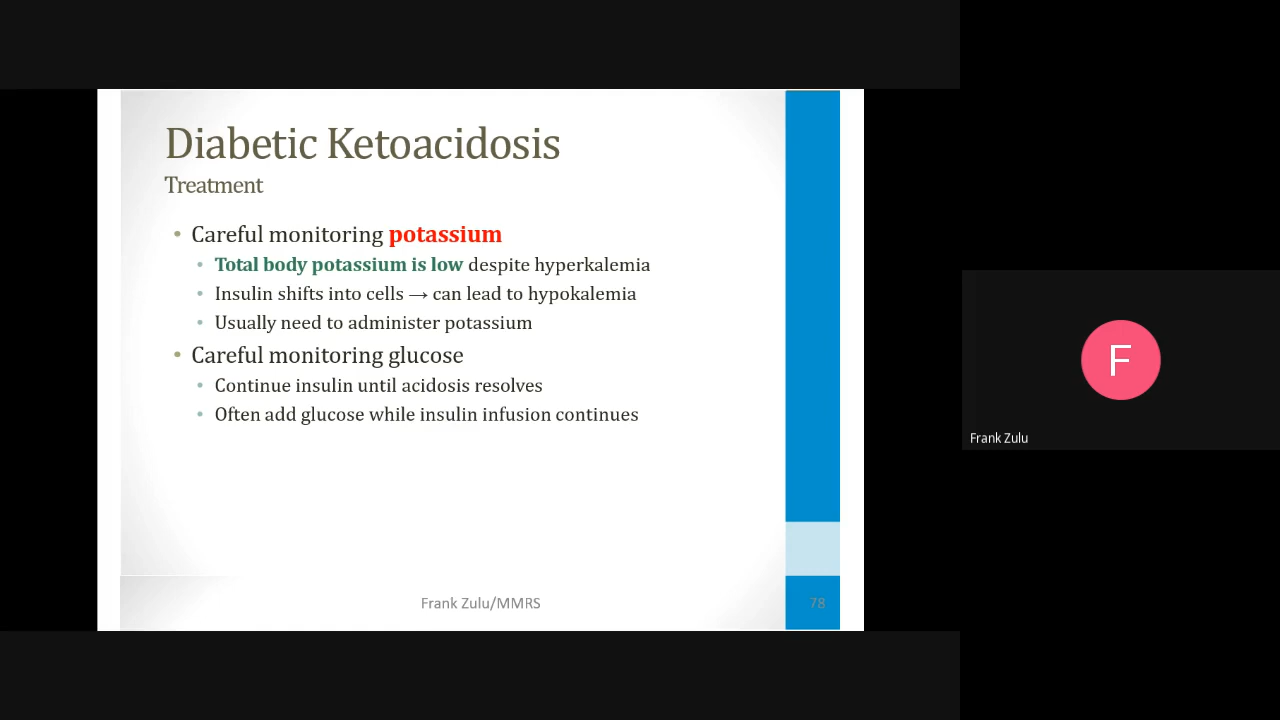 Diabetic Ketoacidosis
Treatment
• Careful monitoring potassium
• Total body potassium is low despite hyperkalemia
• Insulin shifts into cells → can lead to hypokalemia
• Usually need to administer potassium
• Careful monitoring glucose
• Continue insulin until acidosis resolves
• Often add glucose while insulin infusion continues
Frank Zulu/MMRS
78
F
Frank Zulu